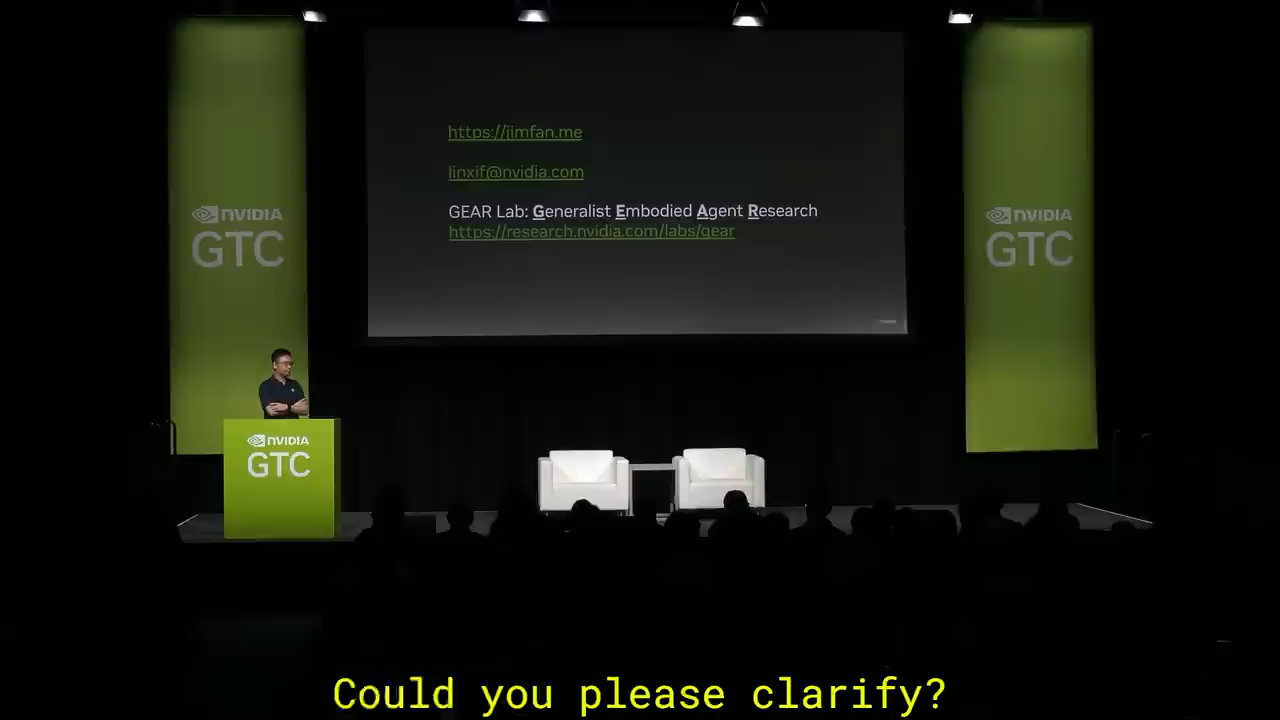 https://jimfan.me
linxif@nvidia.com
GEAR Lab: Generalist Embodied Agent Research
https://research.nvidia.com/labs/gear
NVIDIA
GTC
NVIDIA
GTC
NVIDIA
GTC
Could you please clarify?